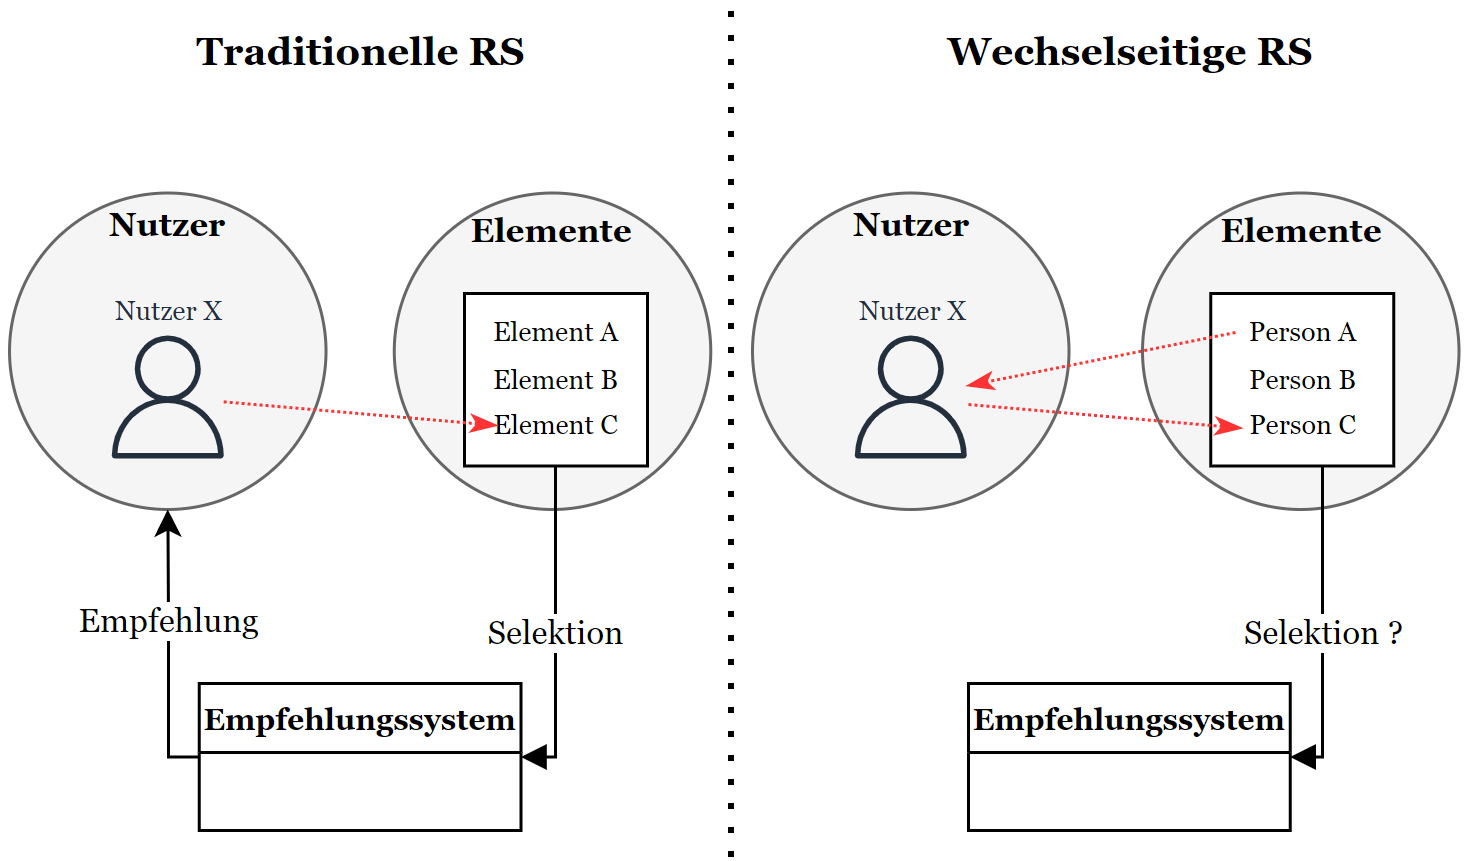 Traditionelle RS
Nutzer
Nutzer X
Elemente
Element A
Element B
Element C
Empfehlung
Selektion
Empfehlungssystem
Wechselseitige RS
Nutzer
Nutzer X
Elemente
Person A
Person B
Person C
Selektion ?
Empfehlungssystem